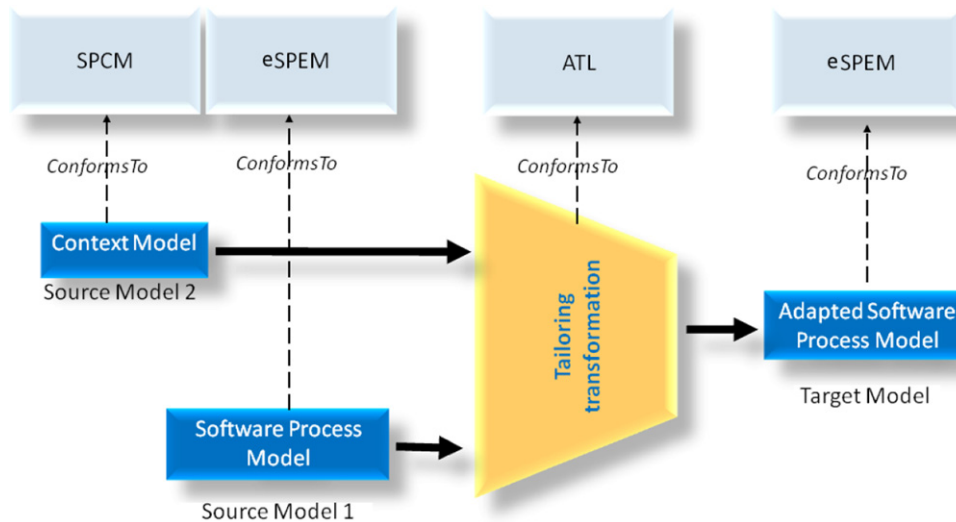 SPCM
eSPEM
ATL
eSPEM
ConformsTo
ConformsTo
ConformsTo
ConformsTo
Context Model
Source Model 2
Tailoring
transformation
Adapted Software
Process Model
Target Model
Software Process
Model
Source Model 1